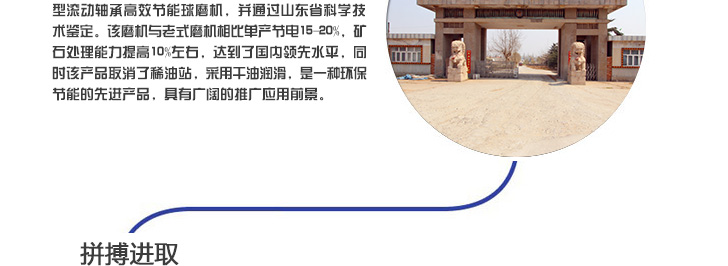 型滚动轴承高效节能球磨机，并通过山东省科学技
术鉴定。该磨机与老式磨机相比单产节电15-20%，矿
石处理能力提高10%左右，达到了国内领先水平，同
时该产品取消了稀油站，采用干油润滑，是一种环保
节能的先进产品，具有广阔的推广应用前景。
拼搏进取